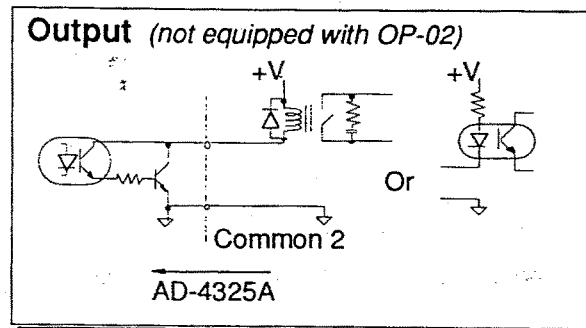 Output (not equipped with OP-02)
+V
+V
Or
Common 2
AD-4325A